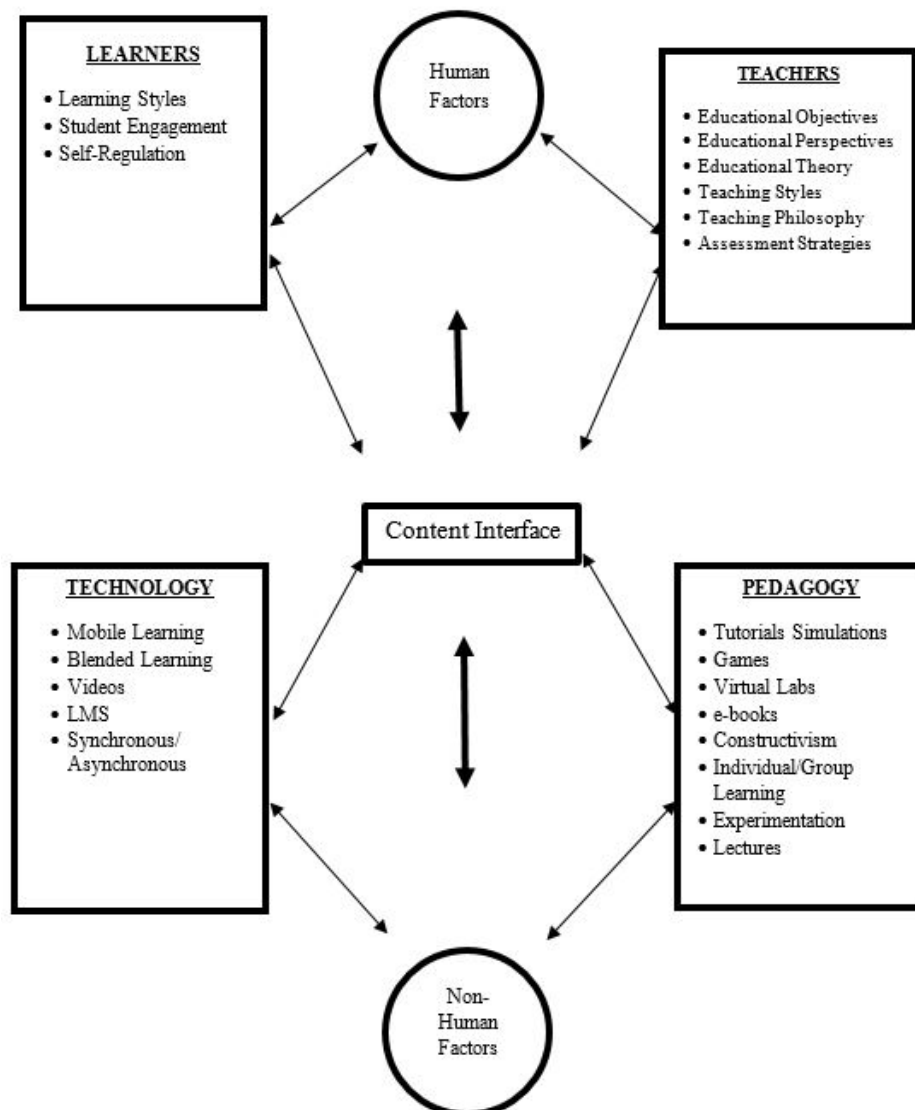 LEARNERS
• Learning Styles
• Student Engagement
• Self-Regulation
Human
Factors
TEACHERS
• Educational Objectives
• Educational Perspectives
• Educational Theory
• Teaching Styles
• Teaching Philosophy
• Assessment Strategies
Content Interface
TECHNOLOGY
• Mobile Learning
• Blended Learning
• Videos
• LMS
• Synchronous/
Asynchronous
PEDAGOGY
• Tutorials Simulations
• Games
• Virtual Labs
• e-books
• Constructivism
• Individual/Group
Learning
• Experimentation
• Lectures
Non-
Human
Factors